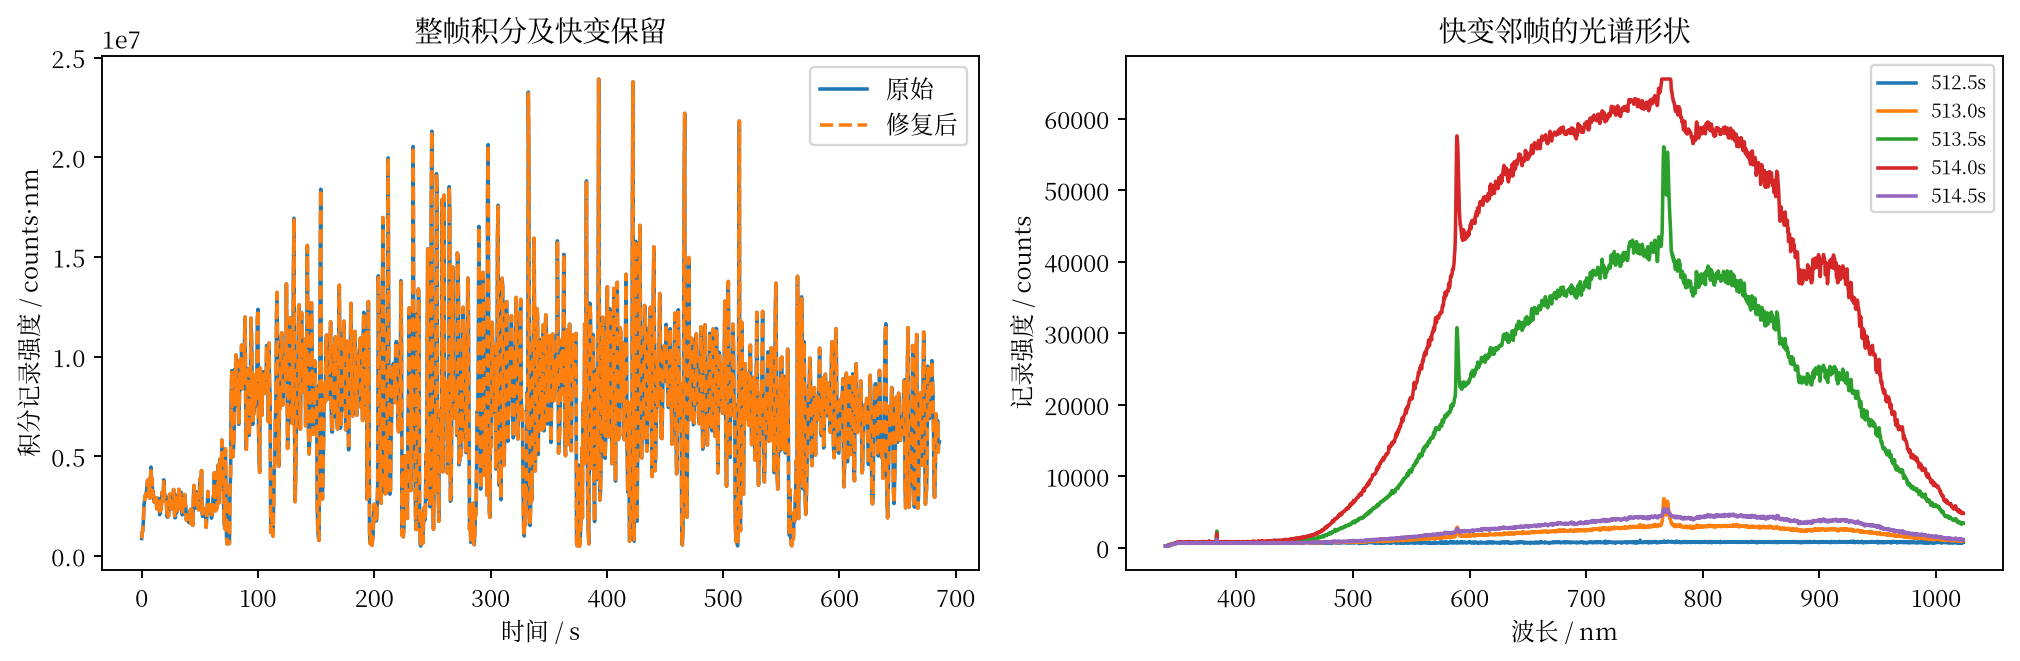 整帧积分及快变保留
1e7
2.5
2.0
1.5
1.0
0.5
0.0
积分记录强度 / counts·nm
原始
修复后
0 100 200 300 400 500 600 700
时间 / s
快变邻帧的光谱形状
60000
50000
40000
30000
20000
10000
0
记录强度 / counts
512.5s
513.0s
513.5s
514.0s
514.5s
400 500 600 700 800 900 1000
波长 / nm